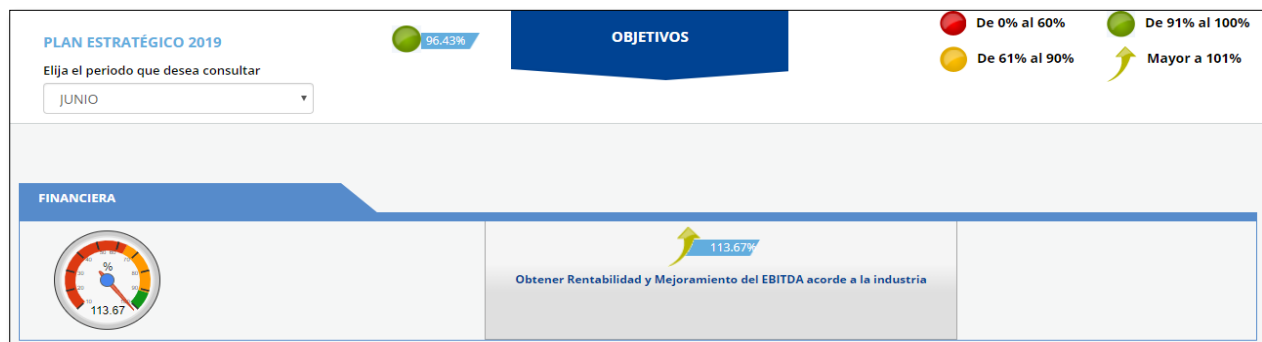 PLAN ESTRATÉGICO 2019
96.43%
OBJETIVOS
De 0% al 60%
De 91% al 100%
De 61% al 90%
Mayor a 101%
Elija el periodo que desea consultar
JUNIO
FINANCIERA
113.67%
Obtener Rentabilidad y Mejoramiento del EBITDA acorde a la industria
%
113.67